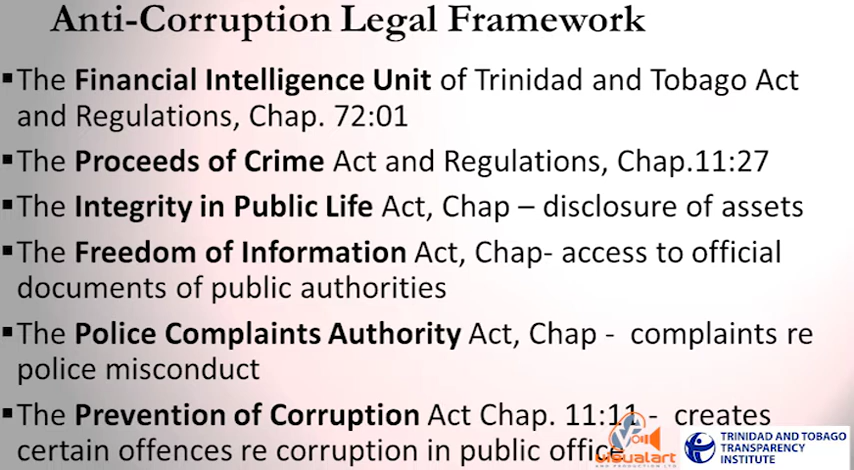 Anti-Corruption Legal Framework
▪The Financial Intelligence Unit of Trinidad and Tobago Act
and Regulations, Chap. 72:01
▪The Proceeds of Crime Act and Regulations, Chap.11:27
▪The Integrity in Public Life Act, Chap – disclosure of assets
▪The Freedom of Information Act, Chap- access to official
documents of public authorities
▪The Police Complaints Authority Act, Chap - complaints re
police misconduct
▪The Prevention of Corruption Act Chap. 11:11 - creates
certain offences re corruption in public office
visualart
AND PRODUCTION LTD.
TRINIDAD AND TOBAGO
TRANSPARENCY
INSTITUTE